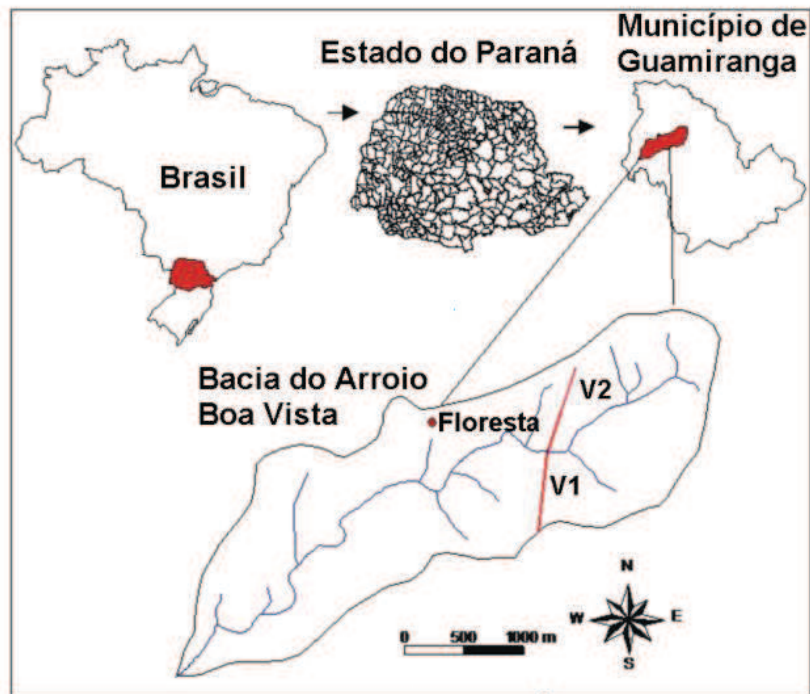 Brasil
Estado do Paraná
Município de
Guamiranga
Bacia do Arroio
Boa Vista
Floresta
V2
V1
N
W E
S
0 500 1000 m